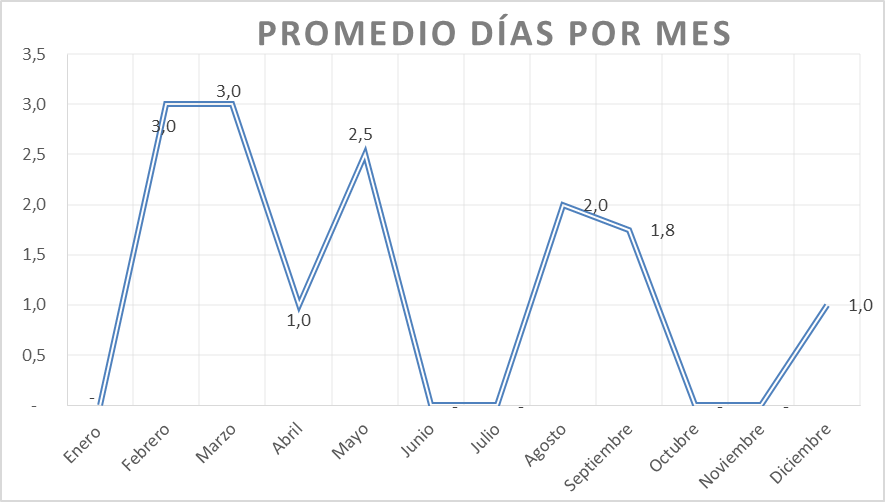 PROMEDIO DÍAS POR MES
3,5
3,0
2,5
2,0
1,5
1,0
0,5
-
-
3,0
3,0
1,0
2,5
-
-
2,0
1,8
-
-
1,0
Enero
Febrero
Marzo
Abril
Mayo
Junio
Julio
Agosto
Septiembre
Octubre
Noviembre
Diciembre